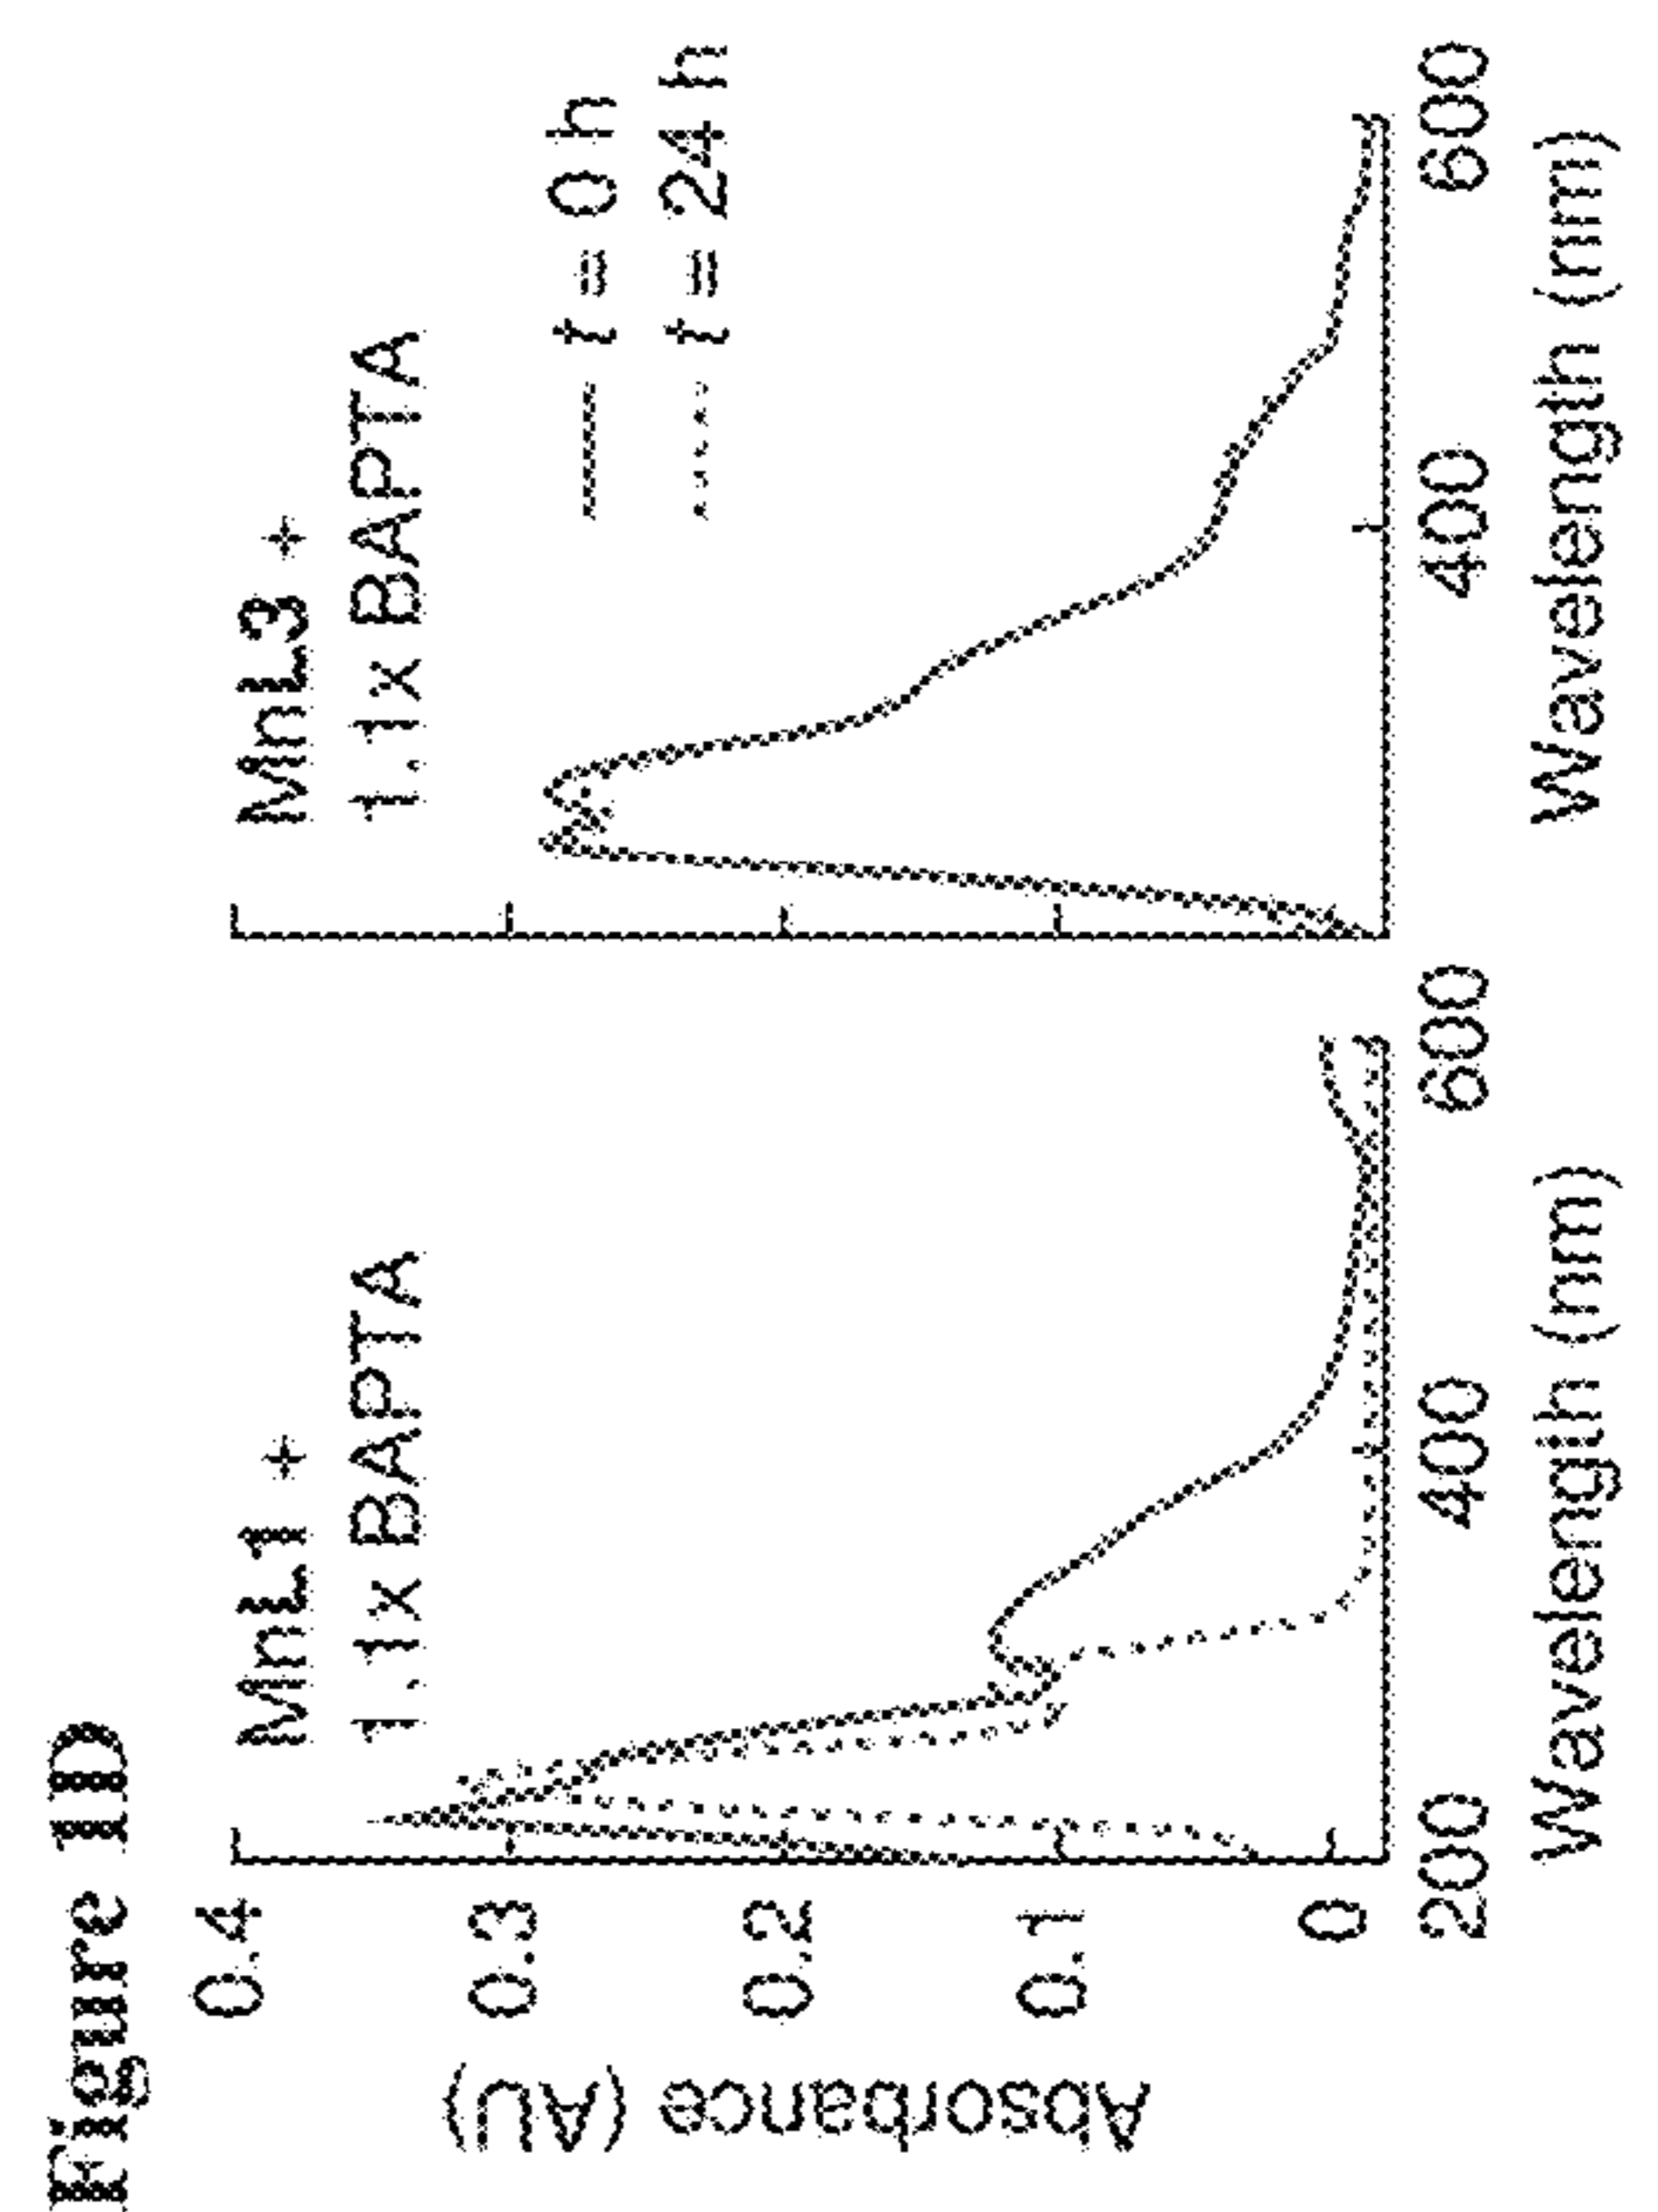 Figure 1D
MnL1 +
1.1x BAPTA
MnL3 +
1.1x BAPTA
t = 0 h
t = 24 h
Absorbance (AU)
0.4
0.3
0.2
0.1
0
200
400
600
400
600
Wavelength (nm)
Wavelength (nm)